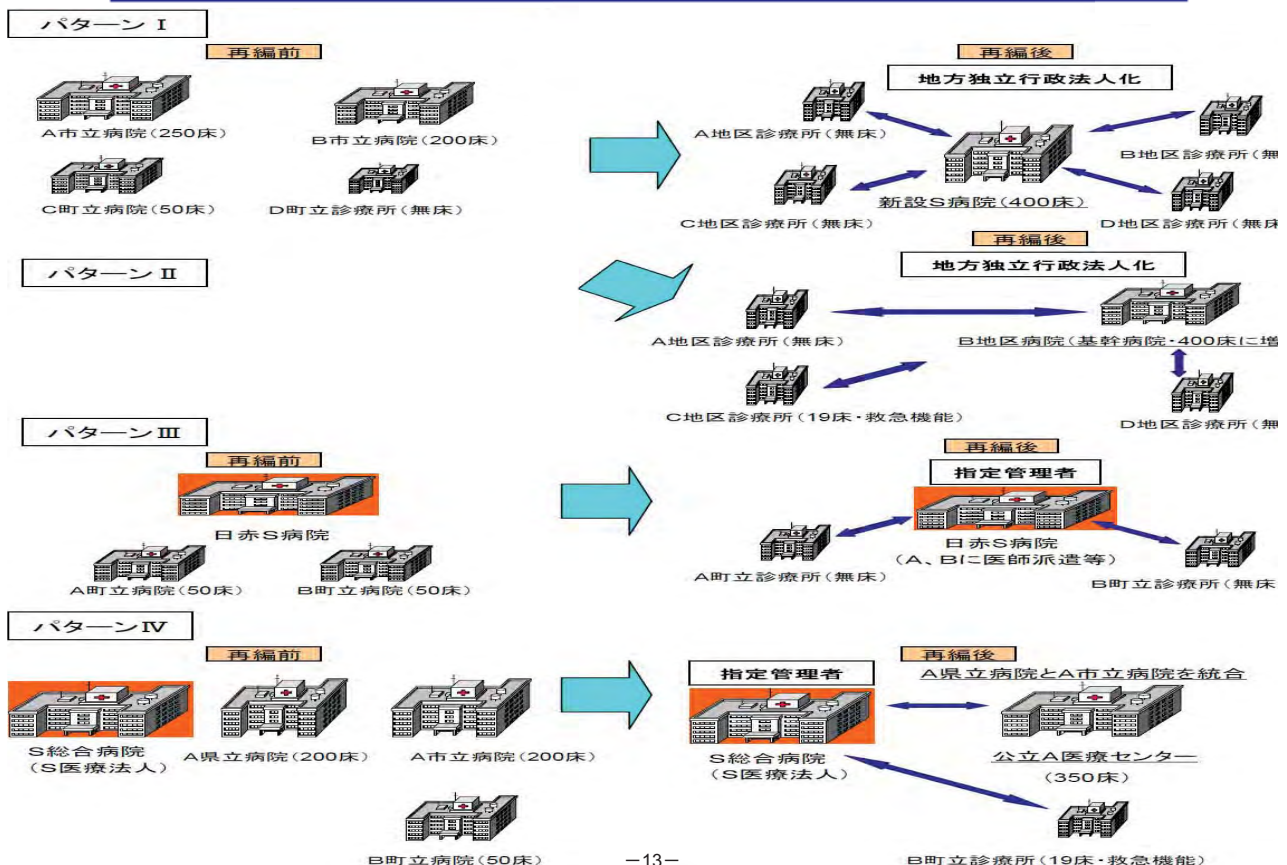 パターン Ⅰ
再編前
A市立病院(250床)
B市立病院(200床)
C町立病院(50床)
D町立診療所(無床)
再編後
地方独立行政法人化
A地区診療所(無床)
B地区診療所(無
新設S病院(400床)
C地区診療所(無床)
D地区診療所(無床
パターン Ⅱ
再編後
地方独立行政法人化
A地区診療所(無床)
B地区病院(基幹病院・400床に増
C地区診療所(19床・救急機能)
D地区診療所(無
パターン Ⅲ
再編前
日赤S病院
A町立病院(50床)
B町立病院(50床)
再編後
指定管理者
日赤S病院
(A、Bに医師派遣等)
A町立診療所(無床)
B町立診療所(無床
パターンⅣ
再編前
S総合病院
(S医療法人)
A県立病院(200床)
A市立病院(200床)
B町立病院(50床)
再編後
指定管理者
A県立病院とA市立病院を統合
S総合病院
(S医療法人)
公立A医療センター
(350床)
B町立診療所(19床・救急機能)
－13－